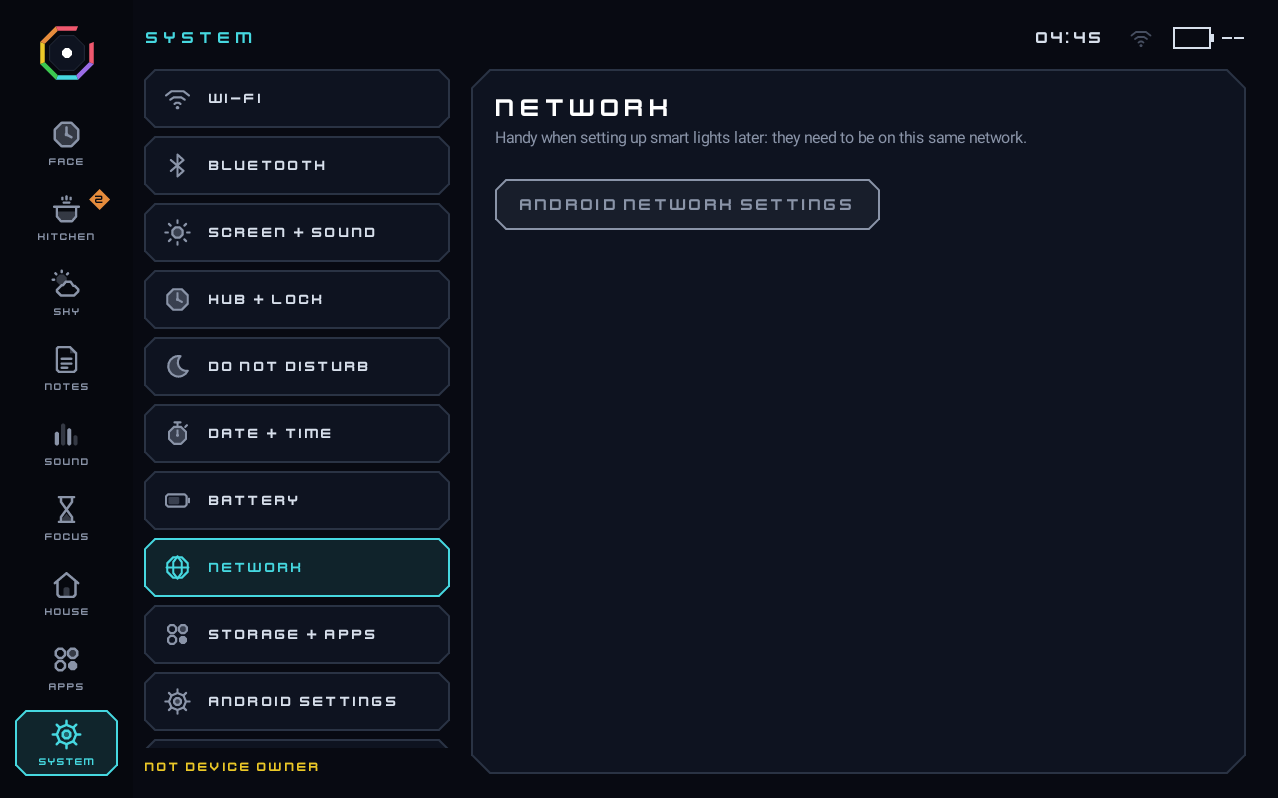 SYSTEM
04:45
--
FACE
2
KITCHEN
SKY
NOTES
SOUND
FOCUS
HOUSE
APPS
SYSTEM
WI-FI
BLUETOOTH
SCREEN + SOUND
HUB + LOCK
DO NOT DISTURB
DATE + TIME
BATTERY
NETWORK
STORAGE + APPS
ANDROID SETTINGS
NOT DEVICE OWNER
NETWORK
Handy when setting up smart lights later: they need to be on this same network.
ANDROID NETWORK SETTINGS